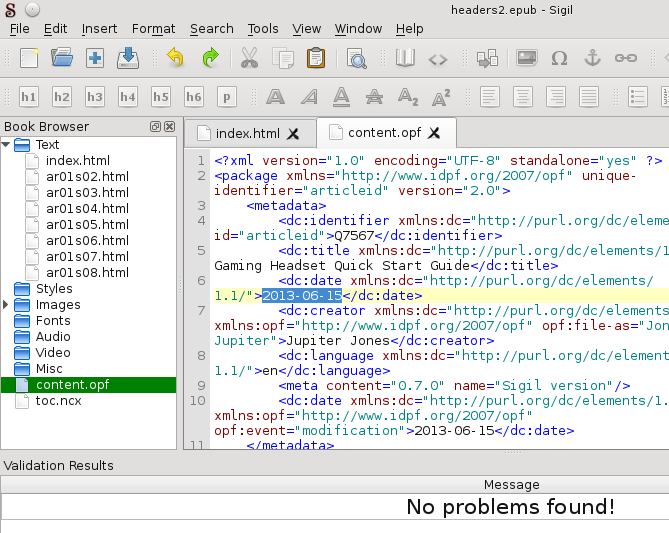 headers2.epub - Sigil
File Edit Insert Format Search Tools View Window Help
h1 h2 h3 h4 h5 h6 p A A A A A2 A2
Book Browser
Text
index.html
ar01s02.html
ar01s03.html
ar01s04.html
ar01s05.html
ar01s06.html
ar01s07.html
ar01s08.html
Styles
Images
Fonts
Audio
Video
Misc
content.opf
toc.ncx
index.html content.opf
1 <?xml version="1.0" encoding="UTF-8" standalone="yes" ?>
2 <package xmlns="http://www.idpf.org/2007/opf" unique-
identifier="articleid" version="2.0">
3 <metadata>
4 <dc:identifier xmlns:dc="http://purl.org/dc/eleme
id="articleid">Q7567</dc:identifier>
5 <dc:title xmlns:dc="http://purl.org/dc/elements/1
Gaming Headset Quick Start Guide</dc:title>
6 <dc:date xmlns:dc="http://purl.org/dc/elements/
1.1/">2013-06-15</dc:date>
7 <dc:creator xmlns:dc="http://purl.org/dc/elements/
xmlns:opf="http://www.idpf.org/2007/opf" opf:file-as="Jon
Jupiter">Jupiter Jones</dc:creator>
8 <dc:language xmlns:dc="http://purl.org/dc/element
1.1/">en</dc:language>
9 <meta content="0.7.0" name="Sigil version"/>
10 <dc:date xmlns:dc="http://purl.org/dc/elements/1.
xmlns:opf="http://www.idpf.org/2007/opf"
opf:event="modification">2013-06-15</dc:date>
11 </metadata>
Validation Results
Message
No problems found!